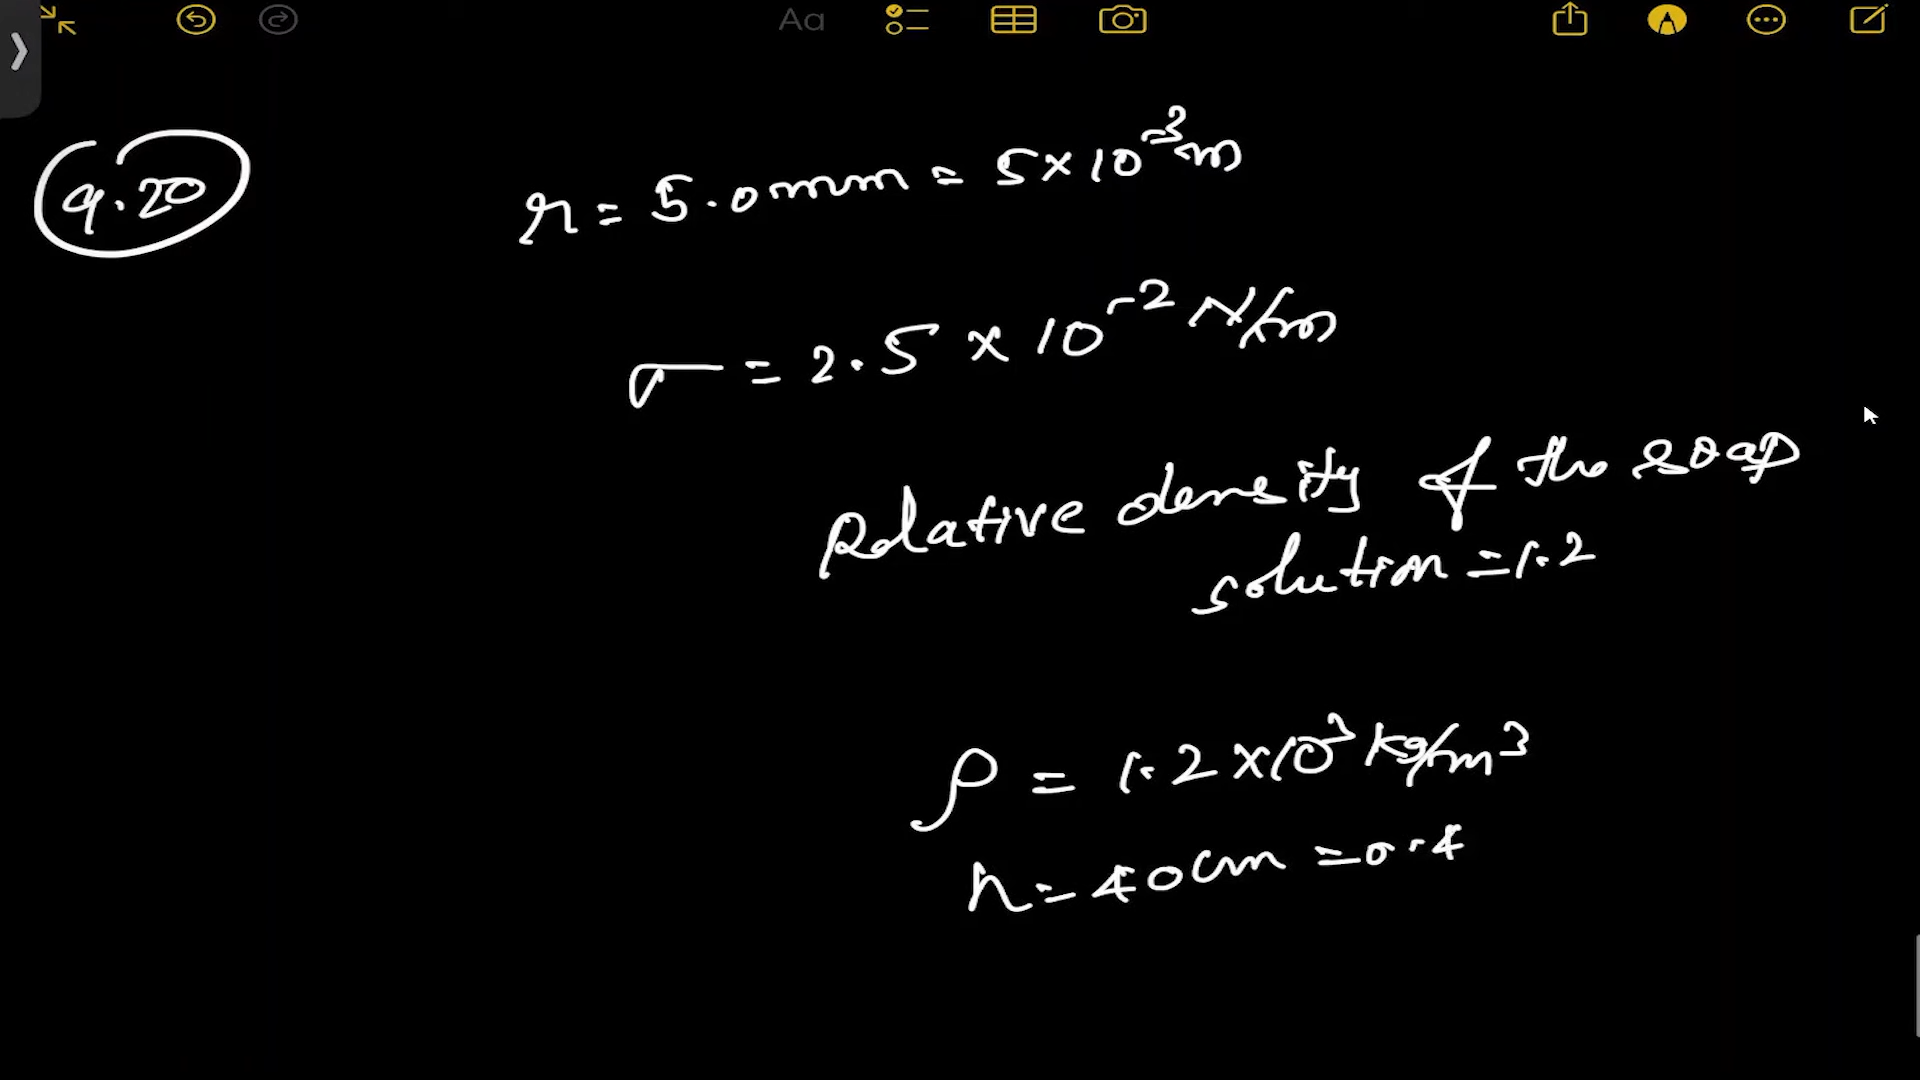 Aa
9.20
r = 5.0mm = 5×10⁻³m
σ = 2.5 × 10⁻² N/m
Relative density of the soap
solution = 1.2
ρ = 1.2 × 10³ kg/m³
h = 40cm = 0.4